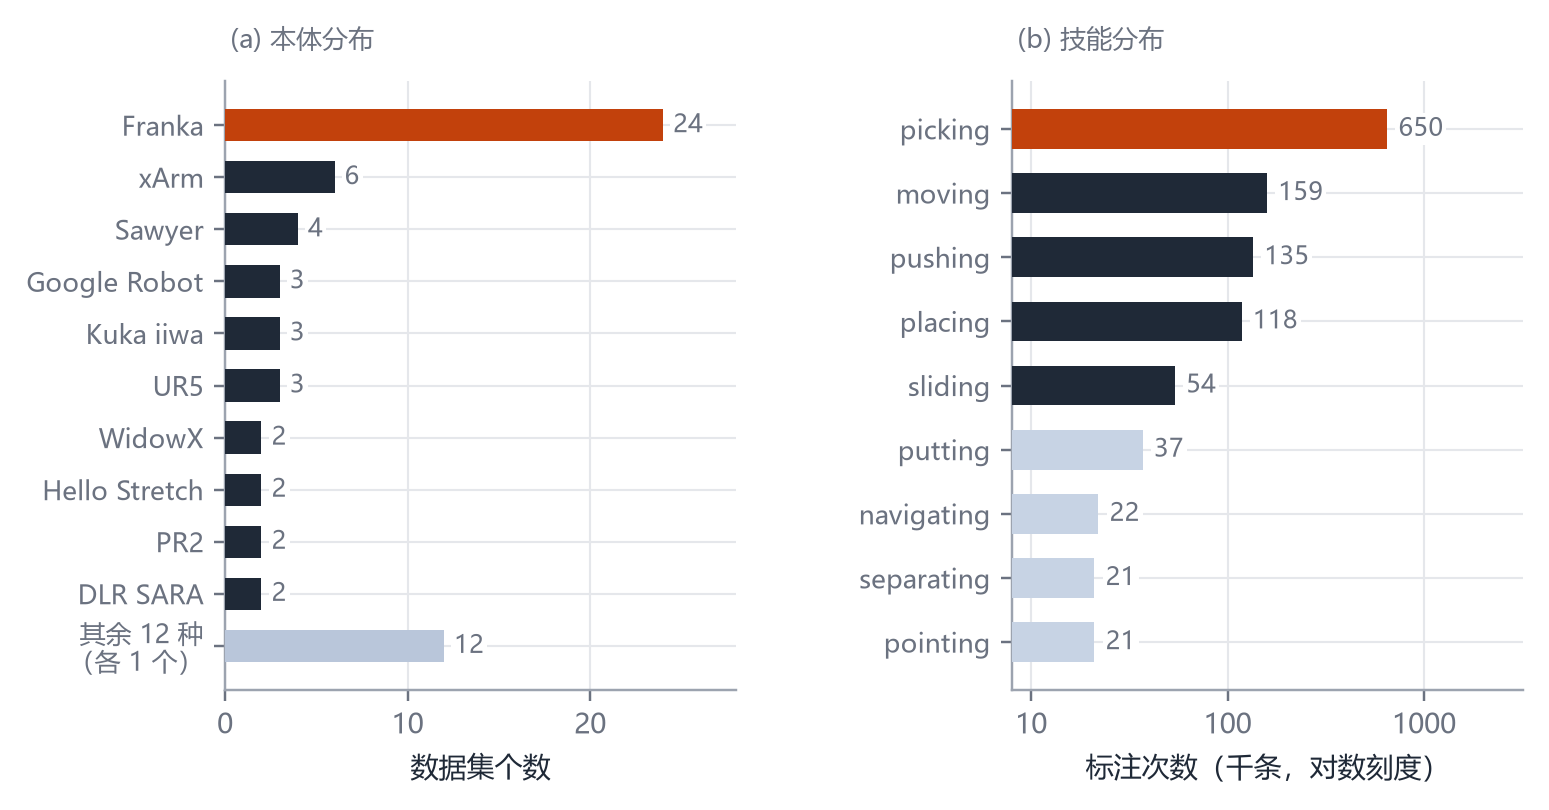 (a) 本体分布
Franka
24
xArm
6
Sawyer
4
Google Robot
3
Kuka iiwa
3
UR5
3
WidowX
2
Hello Stretch
2
PR2
2
DLR SARA
2
其余 12 种
（各 1 个）
12
0
10
20
数据集个数
(b) 技能分布
picking
650
moving
159
pushing
135
placing
118
sliding
54
putting
37
navigating
22
separating
21
pointing
21
10
100
1000
标注次数（千条，对数刻度）